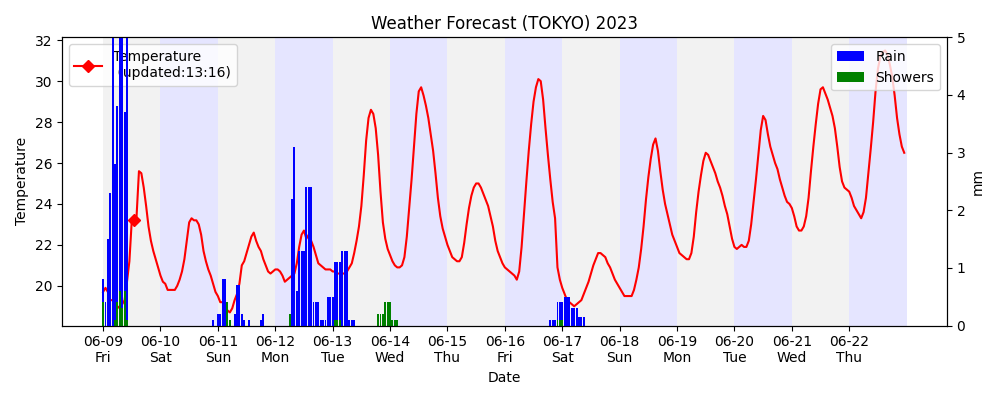 Weather Forecast (TOKYO) 2023
Temperature
(updated:13:16)
Rain
Showers
Temperature
32
30
28
26
24
22
20
5
4
3
2
1
0
mm
06-09 06-10 06-11 06-12 06-13 06-14 06-15 06-16 06-17 06-18 06-19 06-20 06-21 06-22
Fri Sat Sun Mon Tue Wed Thu Fri Sat Sun Mon Tue Wed Thu
Date